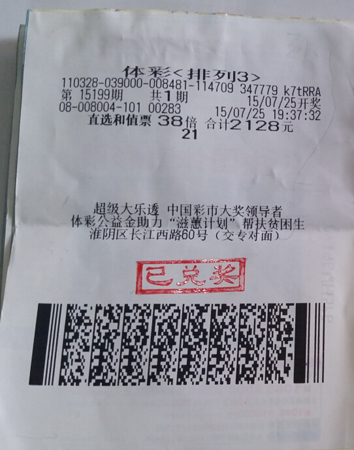 体彩<排列3>
110328-039000-008481-114709 347779 k7tRRA
第 15199期 共1期 15/07/25开奖
08-008004-101 00283 15/07/25 19:37:32
直选和值票 38倍 合计2128元
21
超级大乐透 中国彩市大奖领导者
体彩公益金助力“滋蕙计划”帮扶贫困生
淮阴区长江西路60号(交专对面)
已兑奖